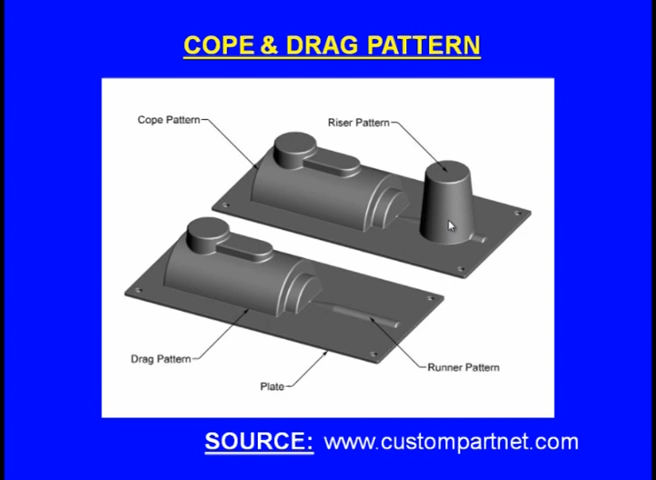 COPE & DRAG PATTERN
Cope Pattern
Riser Pattern
Drag Pattern
Runner Pattern
Plate
SOURCE: www.custompartnet.com